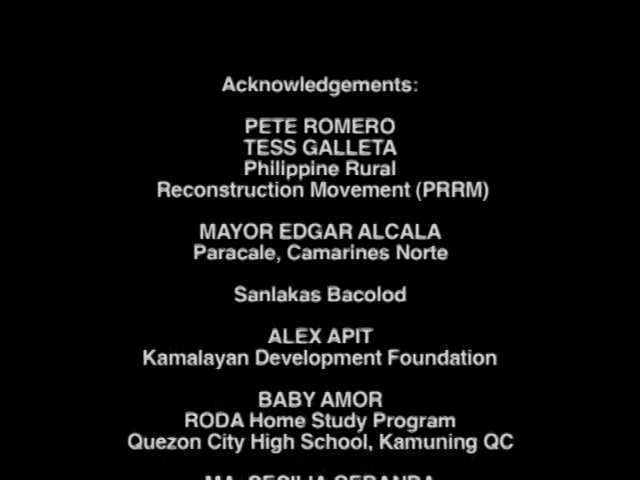 Acknowledgements:
PETE ROMERO
TESS GALLETA
Philippine Rural
Reconstruction Movement (PRRM)
MAYOR EDGAR ALCALA
Paracale, Camarines Norte
Sanlakas Bacolod
ALEX APIT
Kamalayan Development Foundation
BABY AMOR
RODA Home Study Program
Quezon City High School, Kamuning QC